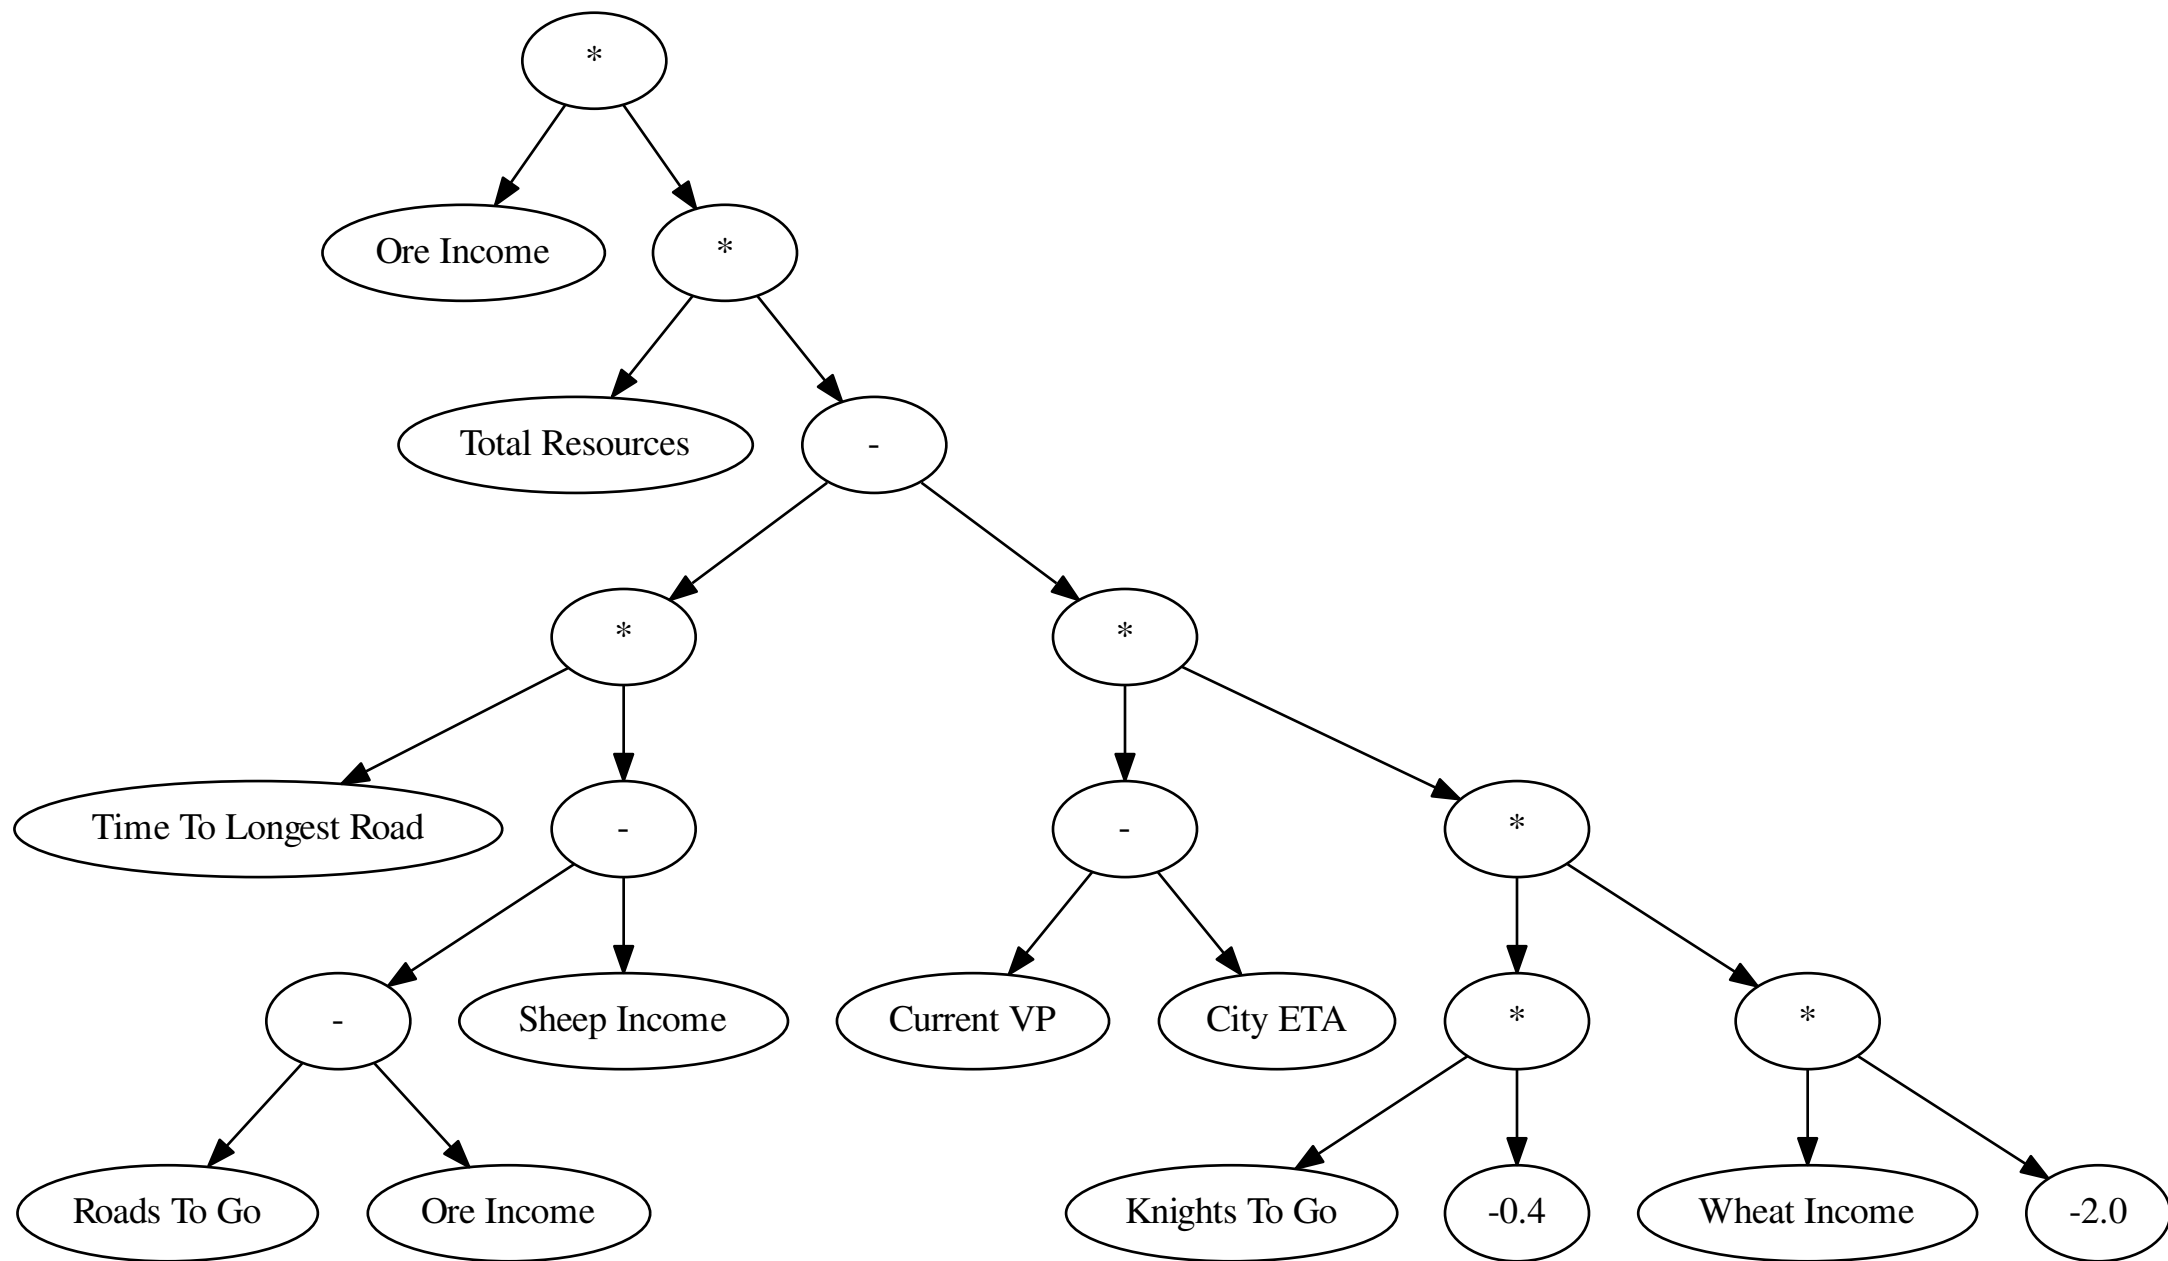 *
Ore Income
*
Total Resources
-
*
*
Time To Longest Road
-
-
*
-
Sheep Income
Current VP
City ETA
*
*
Roads To Go
Ore Income
Knights To Go
-0.4
Wheat Income
-2.0